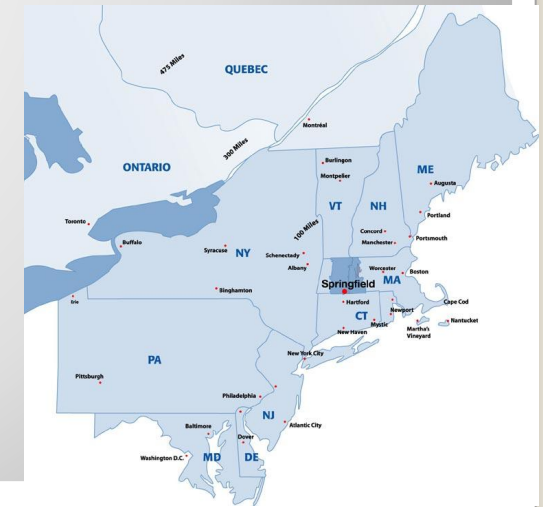 475 Miles
QUEBEC
Montréal
300 Miles
ONTARIO
Burlingon
Montpelier
ME
Augusta
VT
NH
Portland
Toronto
Buffalo
Syracuse
NY
100 Miles
Schenestady
Albany
Concord
Manchester
Portsmouth
Worcester
Boston
MA
Springfield
Binghamton
Erie
Hartford
Newport
Cape Cod
CT
Mystic
Nantucket
New Haven
Martha's
Vineyard
New York City
PA
Pittsburgh
Philadelphia
NJ
Atlantic City
Baltimore
Dover
Washington D.C.
MD
DE